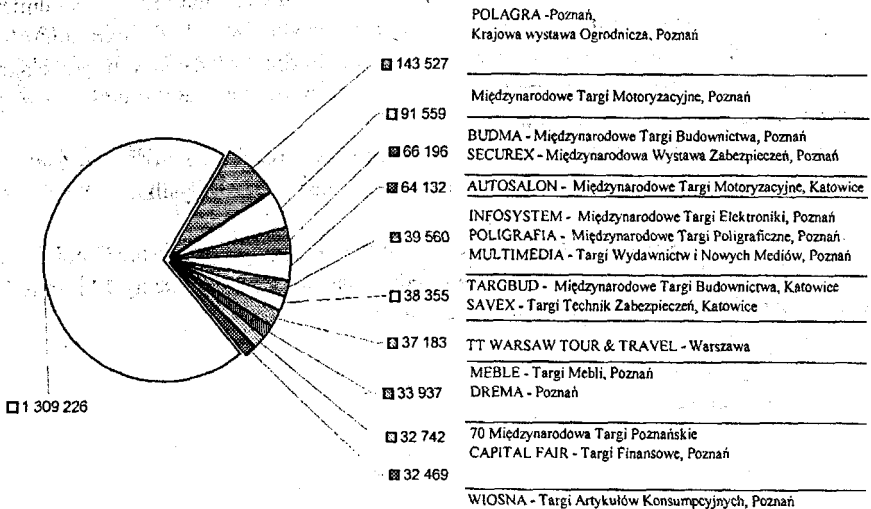 POLAGRA -Poznań,
Krajowa wystawa Ogrodnicza, Poznań
143 527
Międzynarodowe Targi Motoryzacyjne, Poznań
91 559
BUDMA - Międzynarodowe Targi Budownictwa, Poznań
66 196
SECUREX - Międzynarodowa Wystawa Zabezpieczeń, Poznań
64 132
AUTOSALON - Międzynarodowe Targi Motoryzacyjne, Katowice
INFOSYSTEM - Międzynarodowe Targi Elektroniki, Poznań
39 560
POLIGRAFIA - Międzynarodowe Targi Poligraficzne, Poznań
MULTIMEDIA - Targi Wydawnictw i Nowych Mediów, Poznań
TARGBUD - Międzynarodowe Targi Budownictwa, Katowice
38 355
SAVEX - Targi Technik Zabezpieczeń, Katowice
37 183
TT WARSAW TOUR & TRAVEL - Warszawa
MEBLE - Targi Mebli, Poznań
33 937
DREMA - Poznań
1 309 226
32 742
70 Międzynarodowa Targi Poznańskie
CAPITAL FAIR - Targi Finansowe, Poznań
32 469
WIOSNA - Targi Artykułów Konsumpcyjnych, Poznań